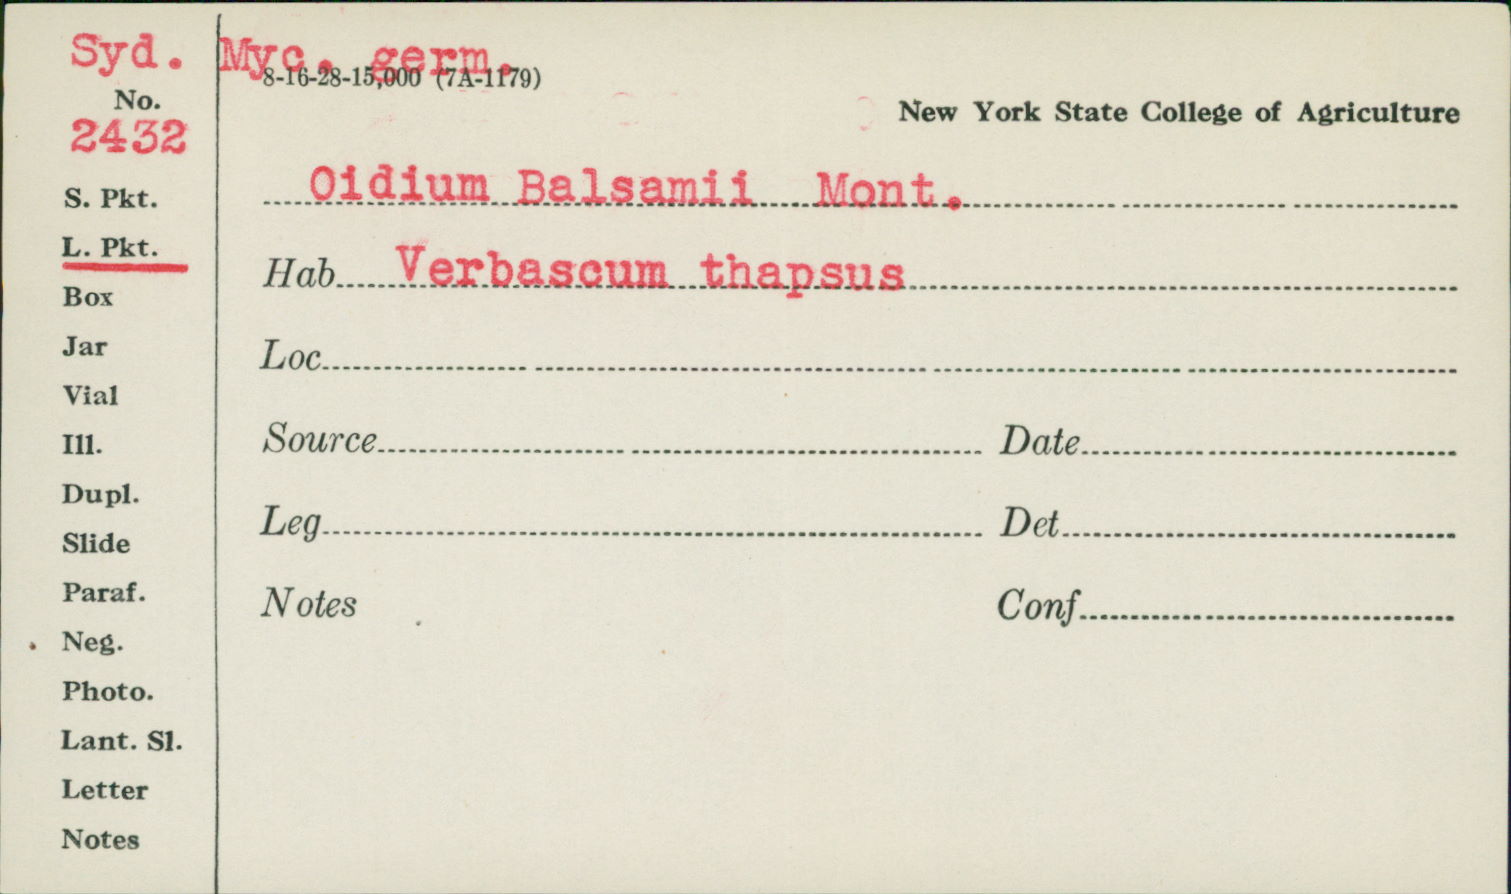 Syd. Myc. germ.
8-16-28-15,000 (7A-1179)
No.
2432
New York State College of Agriculture
Oidium Balsamii Mont.
S. Pkt.
L. Pkt.
Hab Verbascum thapsus
Box
Jar
Loc
Vial
Ill.
Source Date
Dupl.
Slide
Leg Det
Paraf.
Notes Conf
Neg.
Photo.
Lant. Sl.
Letter
Notes